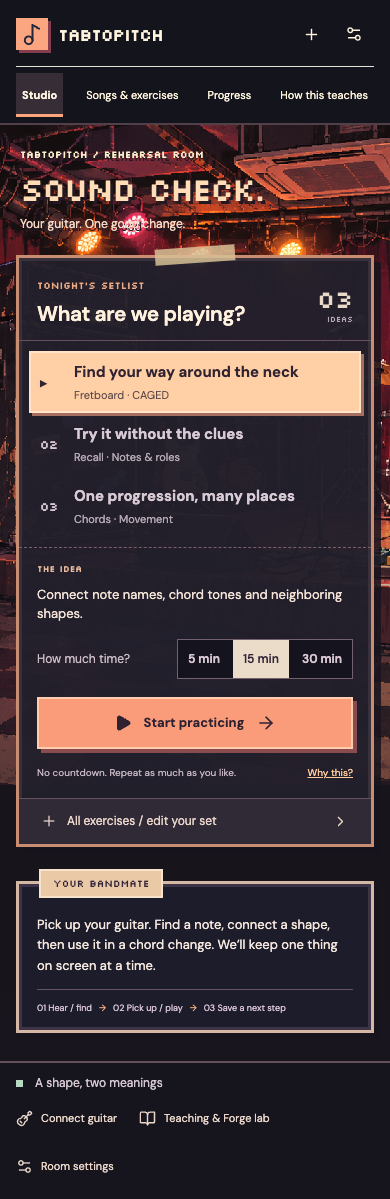 TABTOPITCH
Studio
Songs & exercises
Progress
How this teaches
TABTOPITCH / REHEARSAL ROOM
SOUND CHECK.
Your guitar. One good change.
TONIGHT'S SETLIST
What are we playing?
03
IDEAS
Find your way around the neck
Fretboard · CAGED
02
Try it without the clues
Recall · Notes & roles
03
One progression, many places
Chords · Movement
THE IDEA
Connect note names, chord tones and neighboring
shapes.
How much time?
5 min
15 min
30 min
Start practicing
No countdown. Repeat as much as you like.
Why this?
All exercises / edit your set
YOUR BANDMATE
Pick up your guitar. Find a note, connect a shape,
then use it in a chord change. We'll keep one thing
on screen at a time.
01 Hear / find → 02 Pick up / play → 03 Save a next step
A shape, two meanings
Connect guitar
Teaching & Forge lab
Room settings